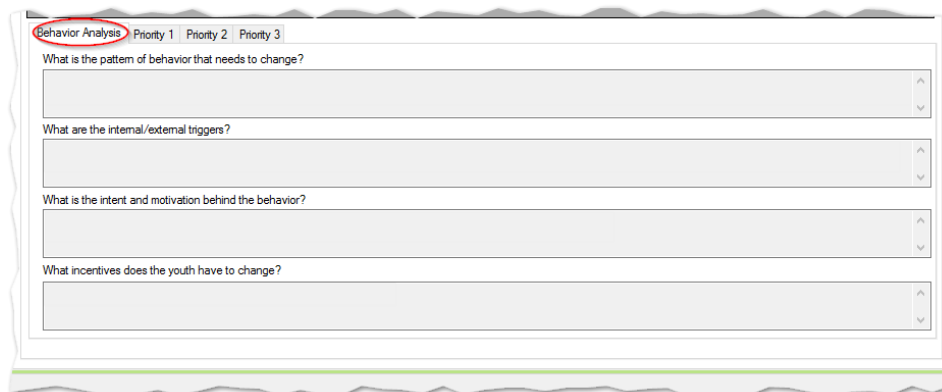 Behavior Analysis Priority 1 Priority 2 Priority 3
What is the pattern of behavior that needs to change?
What are the internal/external triggers?
What is the intent and motivation behind the behavior?
What incentives does the youth have to change?